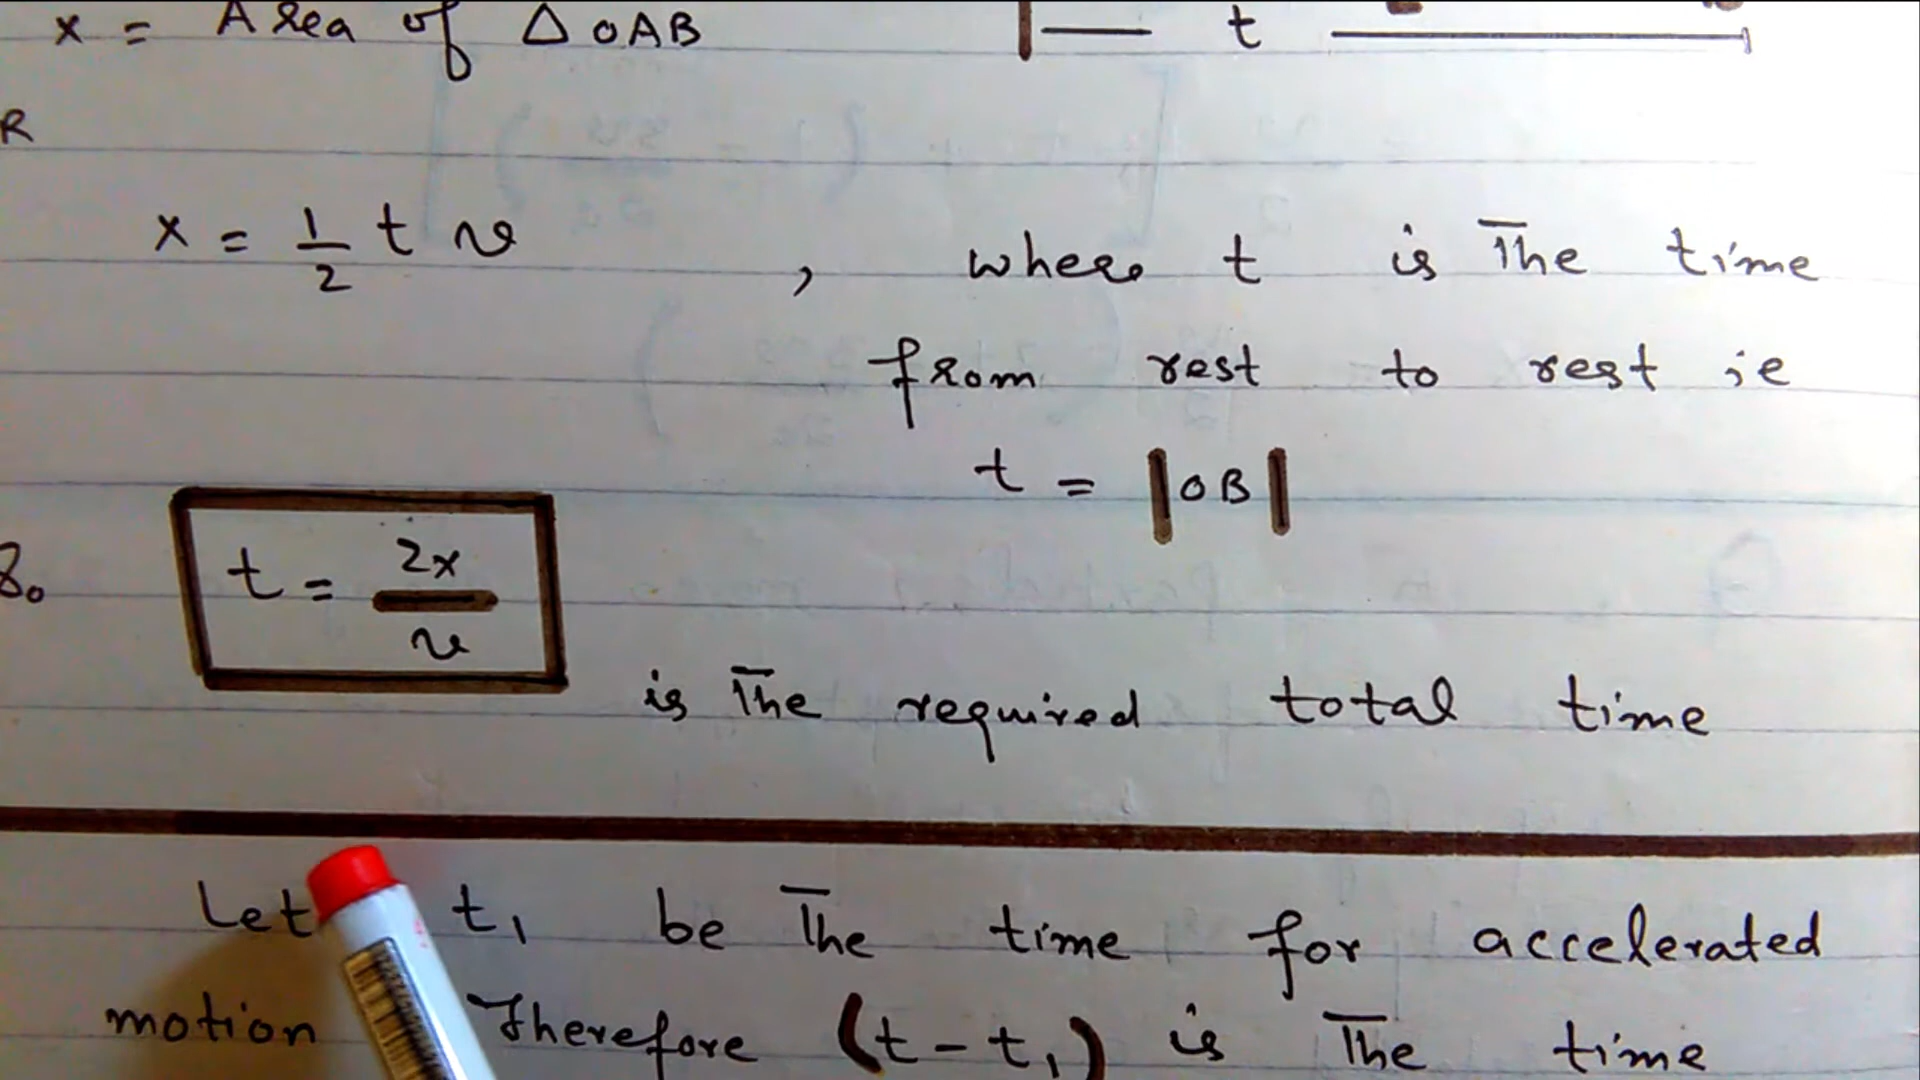 x = Area of △OAB
t
R
x = 1/2 t v , where t is The time
from rest to rest ie
t = |OB|
So t = 2x/v
is The required total time
Let t₁ be The time for accelerated
motion Therefore (t - t₁) is The time